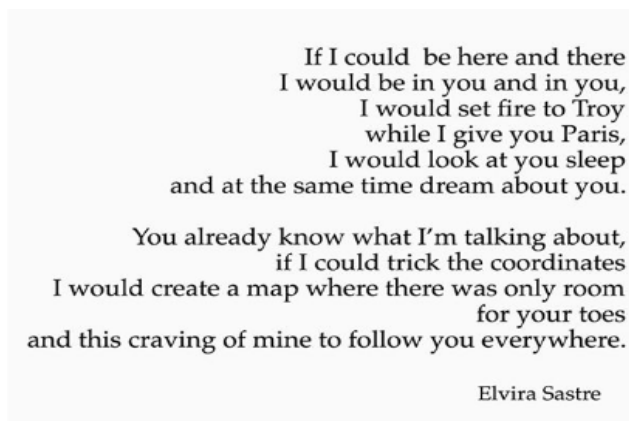 If I could be here and there
I would be in you and in you,
I would set fire to Troy
while I give you Paris,
I would look at you sleep
and at the same time dream about you.
You already know what I'm talking about,
if I could trick the coordinates
I would create a map where there was only room
for your toes
and this craving of mine to follow you everywhere.
Elvira Sastre